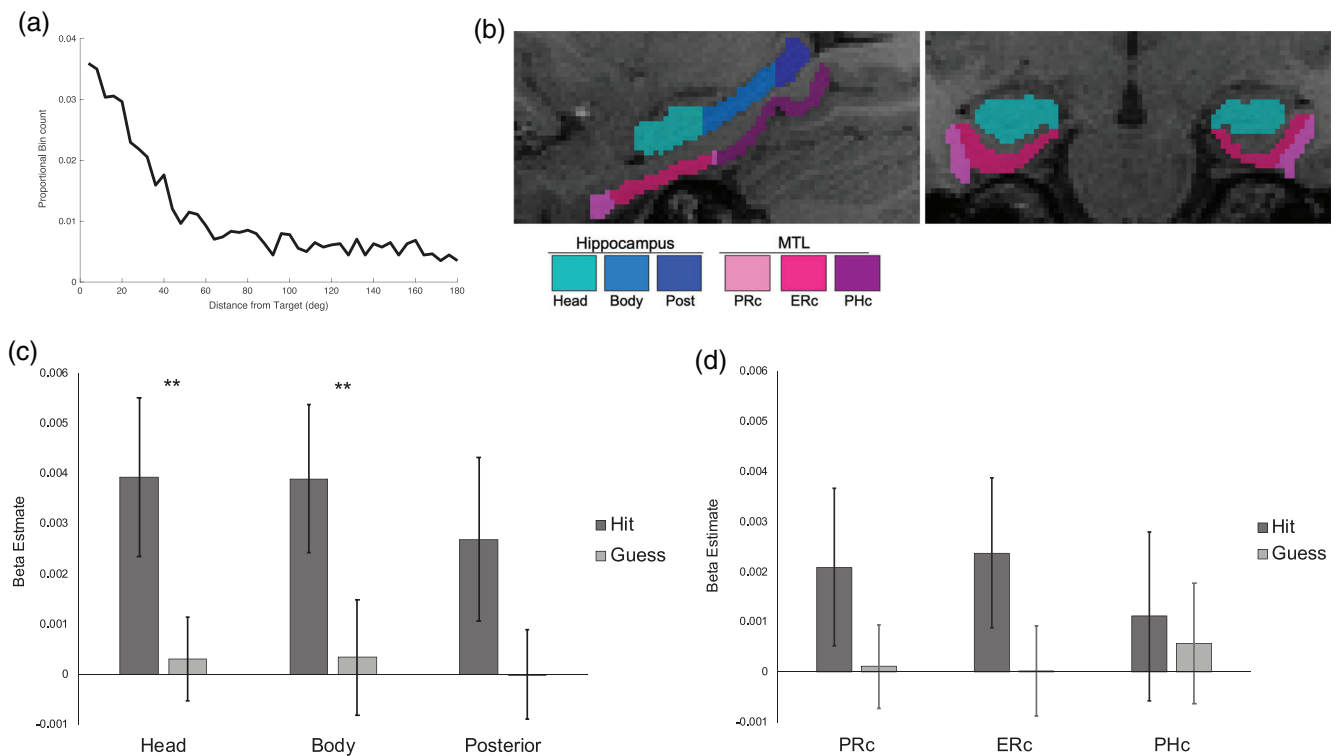 (a)
0.04
0.03
0.02
0.01
0
Proportional Bin count
0 20 40 60 80 100 120 140 160 180
Distance from Target (deg)
(b)
Hippocampus MTL
Head Body Post PRc ERc PHc
(c)
0.006
0.005
0.004
0.003
0.002
0.001
0
-0.001
Beta Estmate
** **
Hit
Guess
Head Body Posterior
(d)
0.006
0.005
0.004
0.003
0.002
0.001
0
-0.001
Beta Estimate
Hit
Guess
PRc ERc PHc